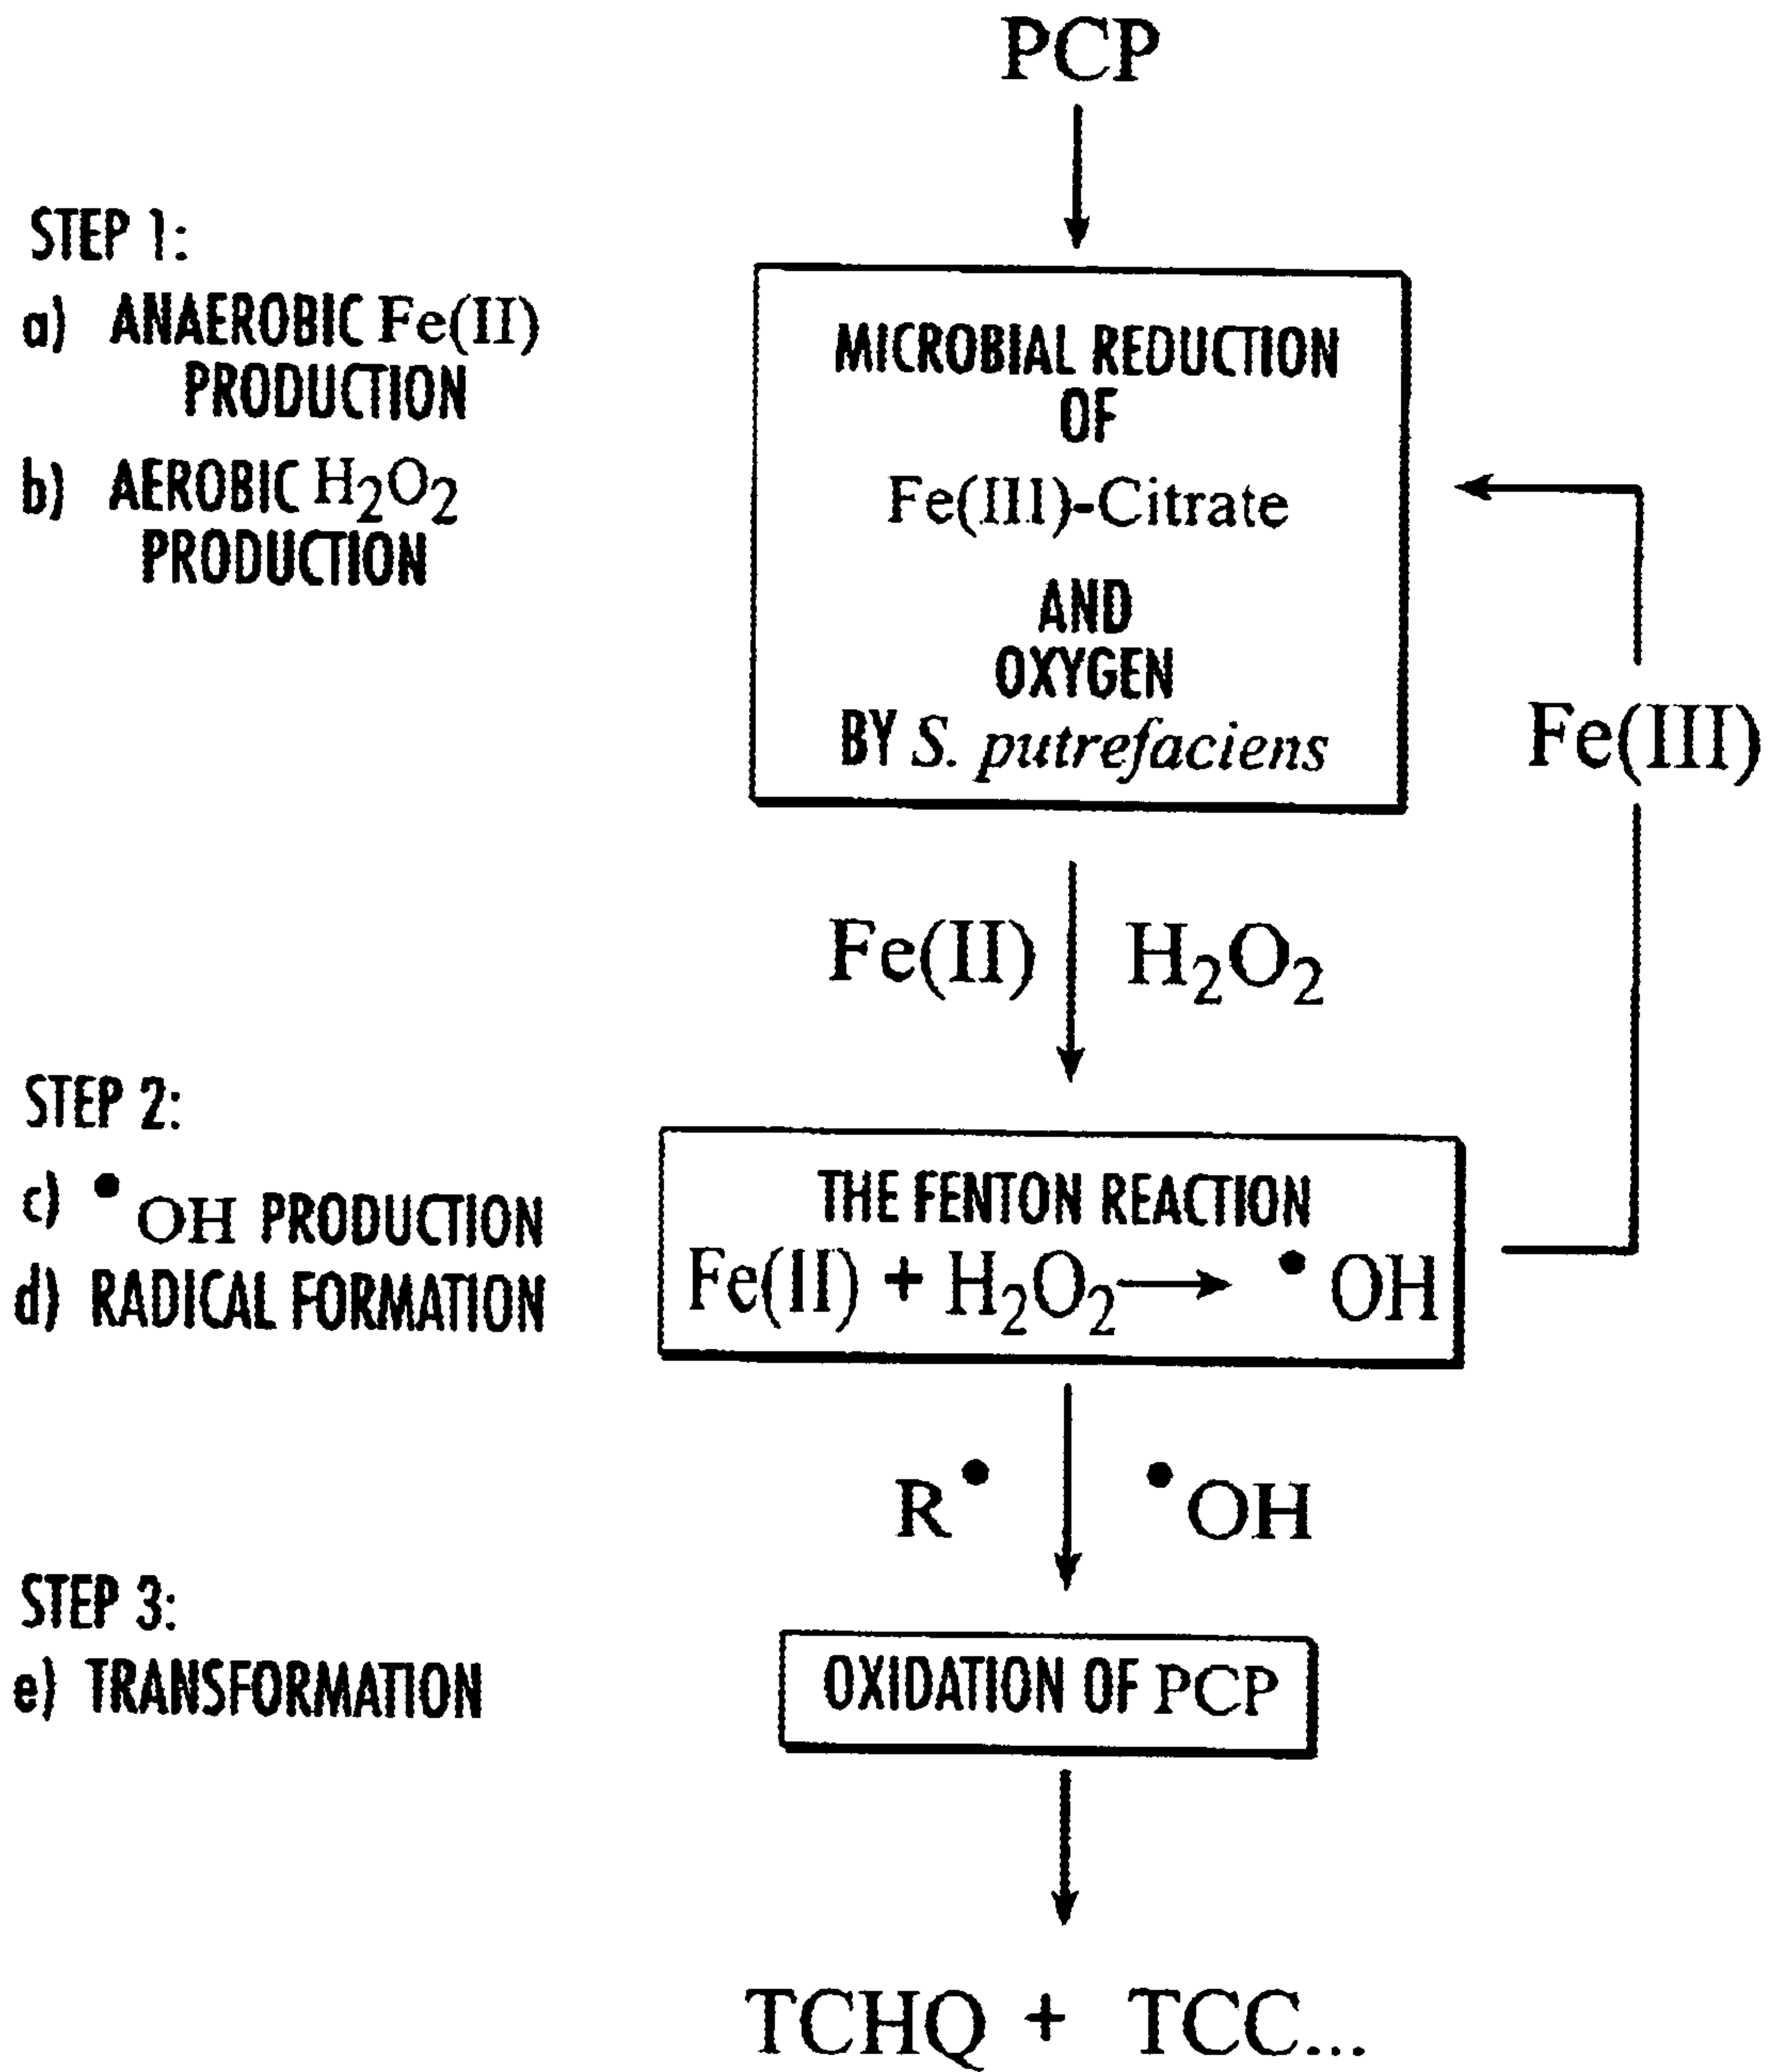 PCP
STEP 1:
a) ANAEROBIC Fe(II)
PRODUCTION
b) AEROBIC H₂O₂
PRODUCTION
MICROBIAL REDUCTION
OF
Fe(III)-Citrate
AND
OXYGEN
BY S. putrefaciens
Fe(III)
Fe(II) H₂O₂
STEP 2:
c) •OH PRODUCTION
d) RADICAL FORMATION
THE FENTON REACTION
Fe(II) + H₂O₂ → •OH
R• •OH
STEP 3:
e) TRANSFORMATION
OXIDATION OF PCP
TCHQ + TCC...